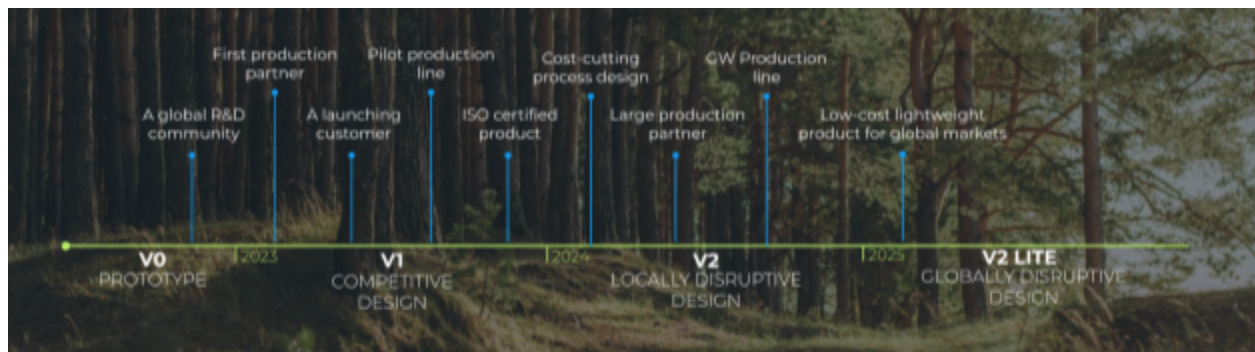 First production
partner
Pilot production
line
Cost-cutting
process design
GW Production
line
A global R&D
community
A launching
customer
ISO certified
product
Large production
partner
Low-cost lightweight
product for global markets
2023
2024
2025
V0
PROTOTYPE
V1
COMPETITIVE
DESIGN
V2
LOCALLY DISRUPTIVE
DESIGN
V2 LITE
GLOBALLY DISRUPTIVE
DESIGN